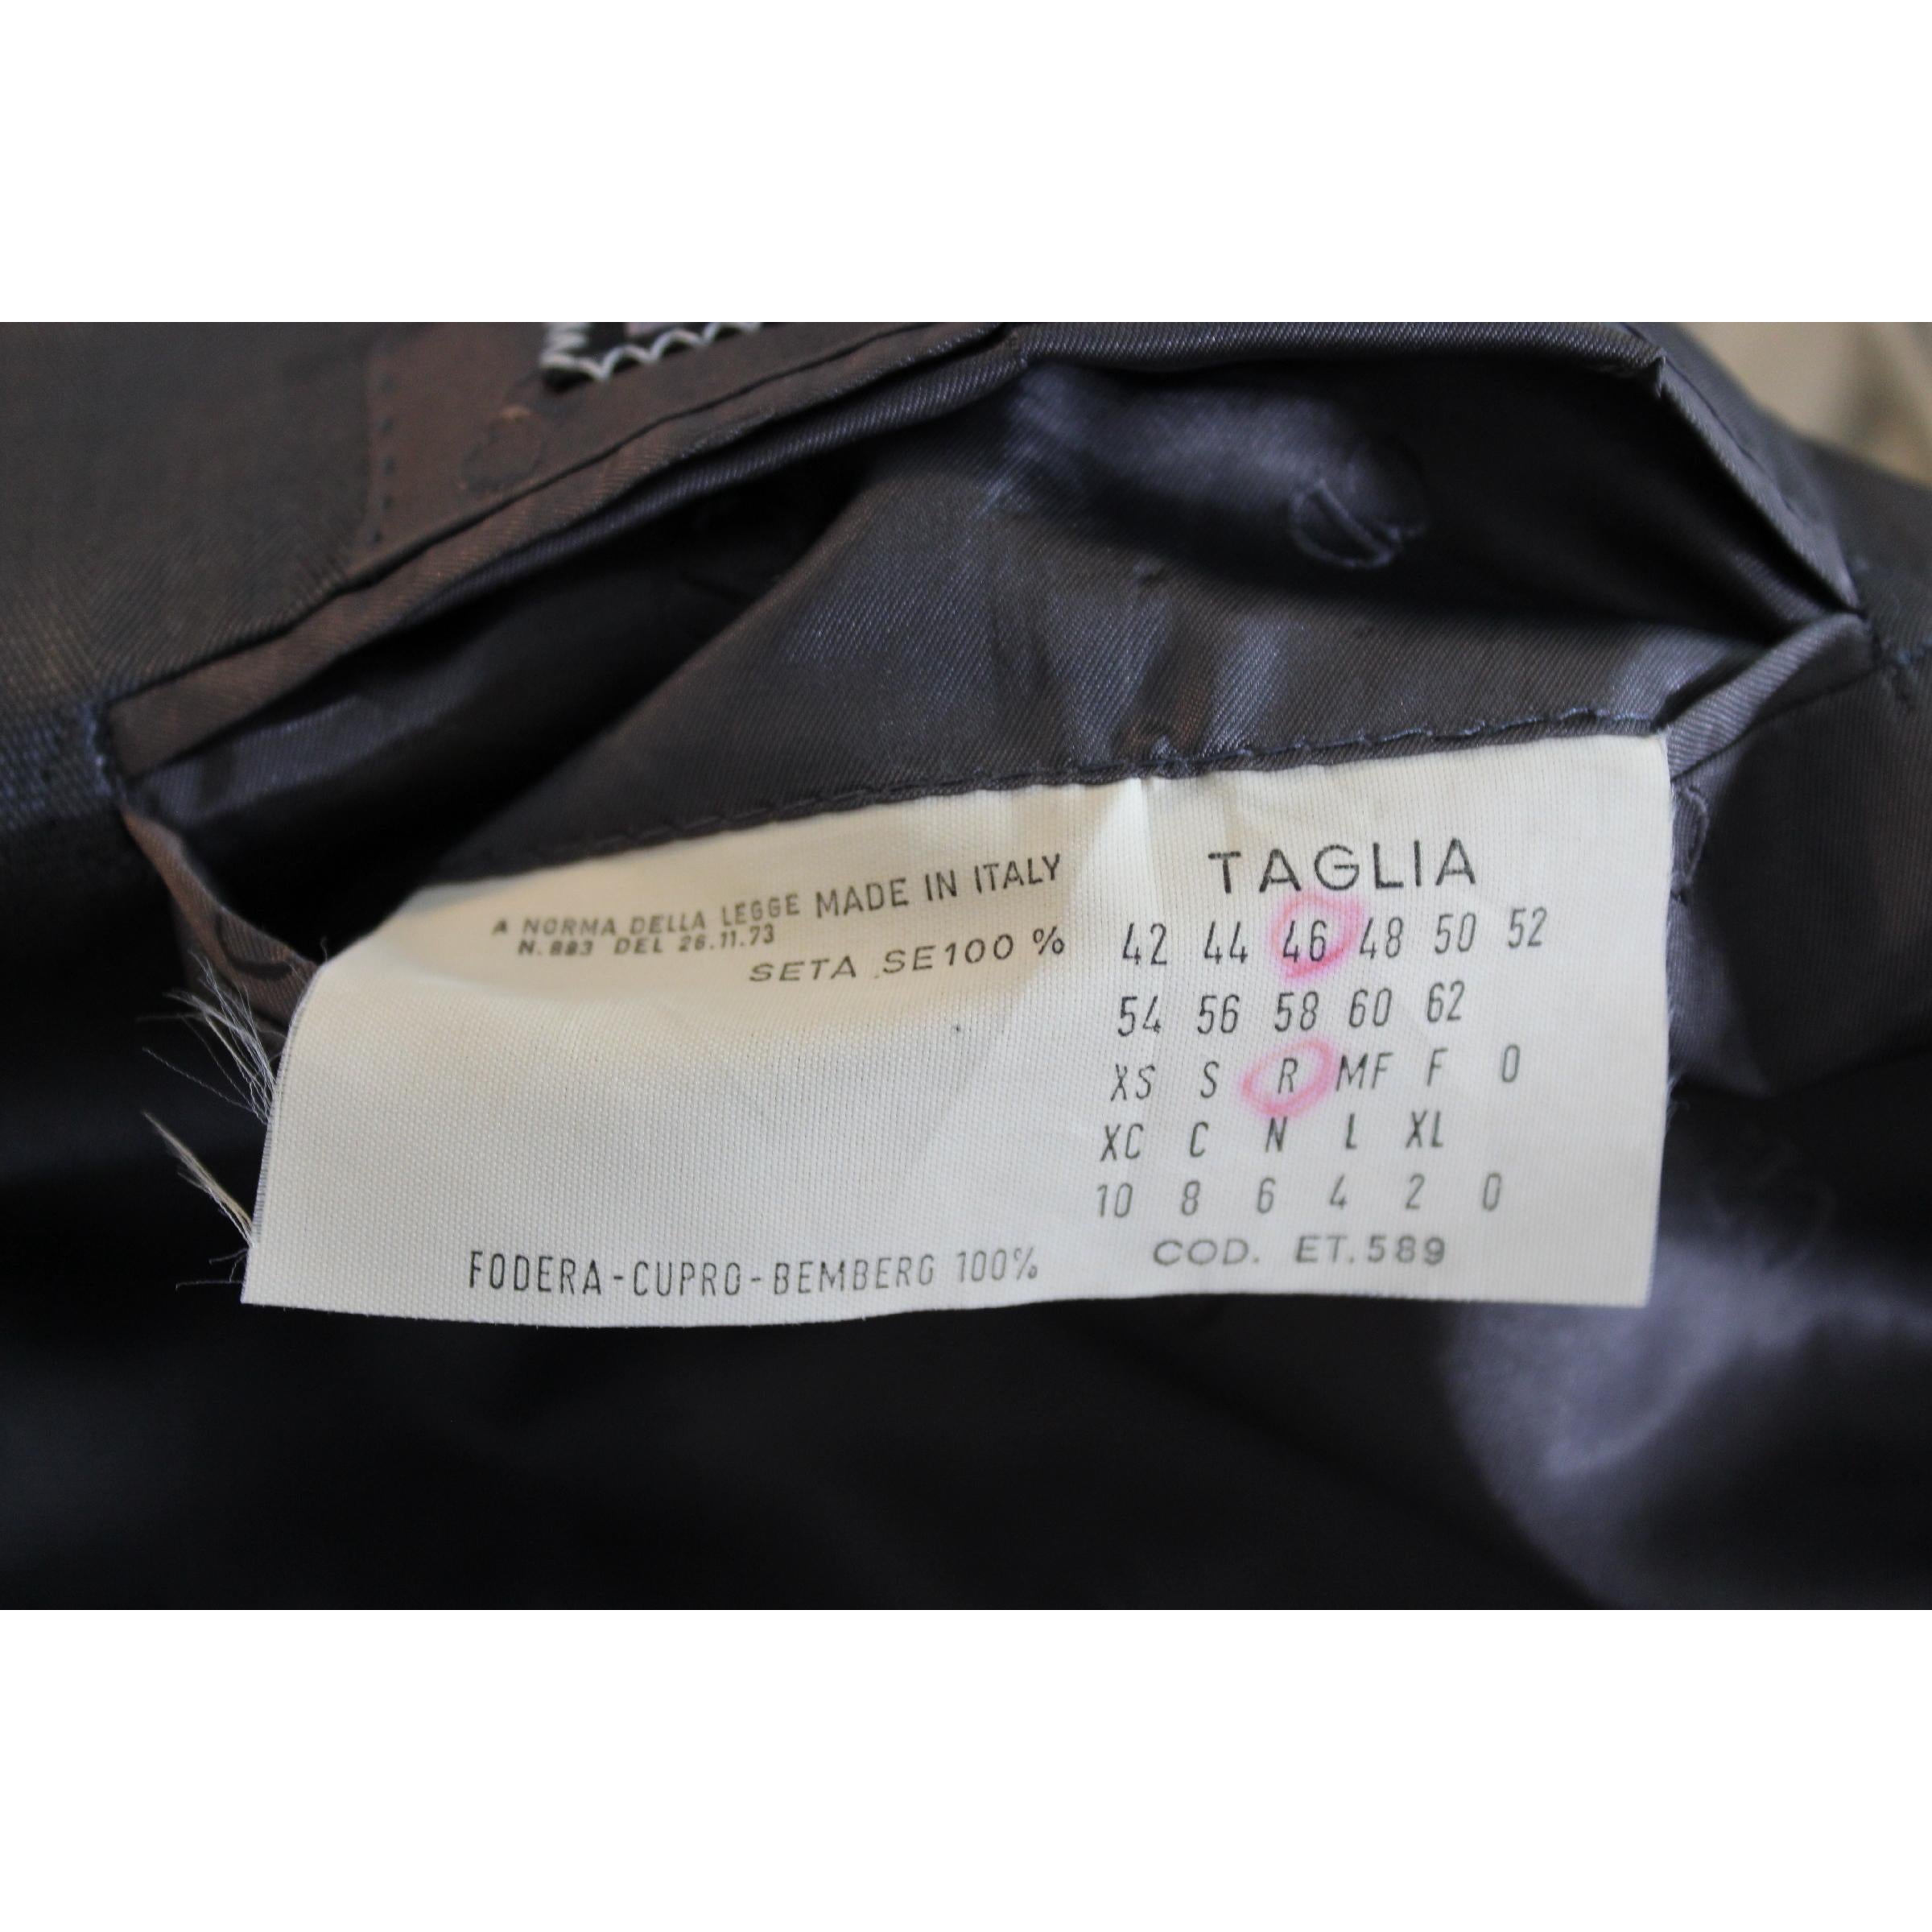 A NORMA DELLA LEGGE MADE IN ITALY
N. 883 DEL 26.11.73
SETA SE100 %
FODERA-CUPRO-BEMBERG 100%
TAGLIA
42 44 46 48 50 52
54 56 58 60 62
XS S R MF F 0
XC C N L XL
10 8 6 4 2 0
COD. ET.589